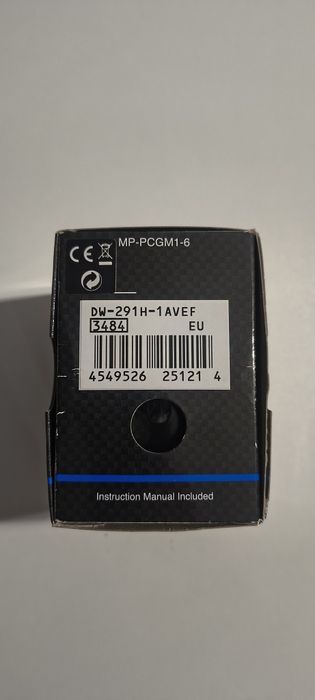 CE MP-PCGM1-6
DW-291H-1AVEF
3484 EU
4549526 25121 4
Instruction Manual Included